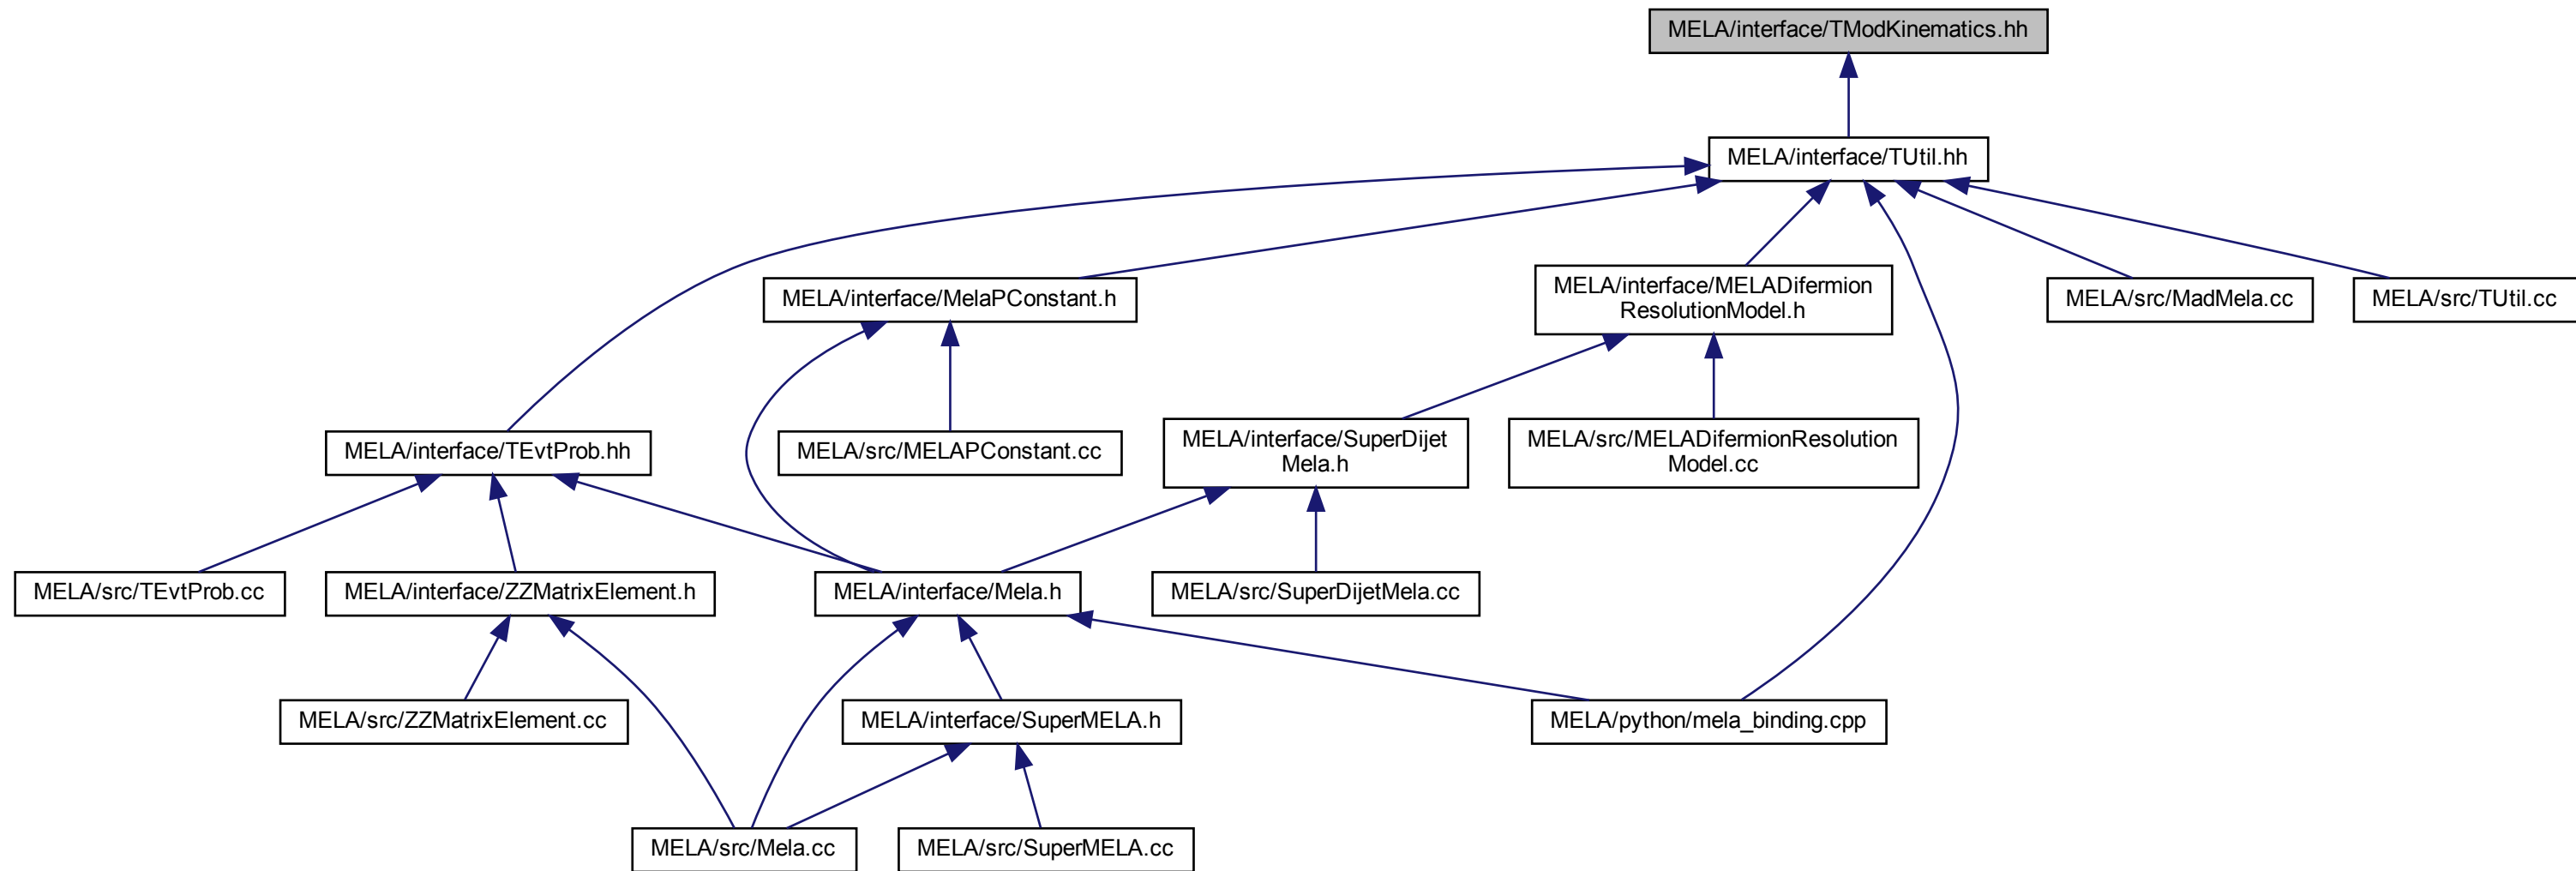 MELA/interface/TModKinematics.hh
MELA/interface/TUtil.hh
MELA/interface/MelaPConstant.h
MELA/interface/MELADifermion
ResolutionModel.h
MELA/src/MadMela.cc
MELA/src/TUtil.cc
MELA/interface/TEvtProb.hh
MELA/src/MELAPConstant.cc
MELA/interface/SuperDijet
Mela.h
MELA/src/MELADifermionResolution
Model.cc
MELA/src/TEvtProb.cc
MELA/interface/ZZMatrixElement.h
MELA/interface/Mela.h
MELA/src/SuperDijetMela.cc
MELA/src/ZZMatrixElement.cc
MELA/interface/SuperMELA.h
MELA/python/mela_binding.cpp
MELA/src/Mela.cc
MELA/src/SuperMELA.cc